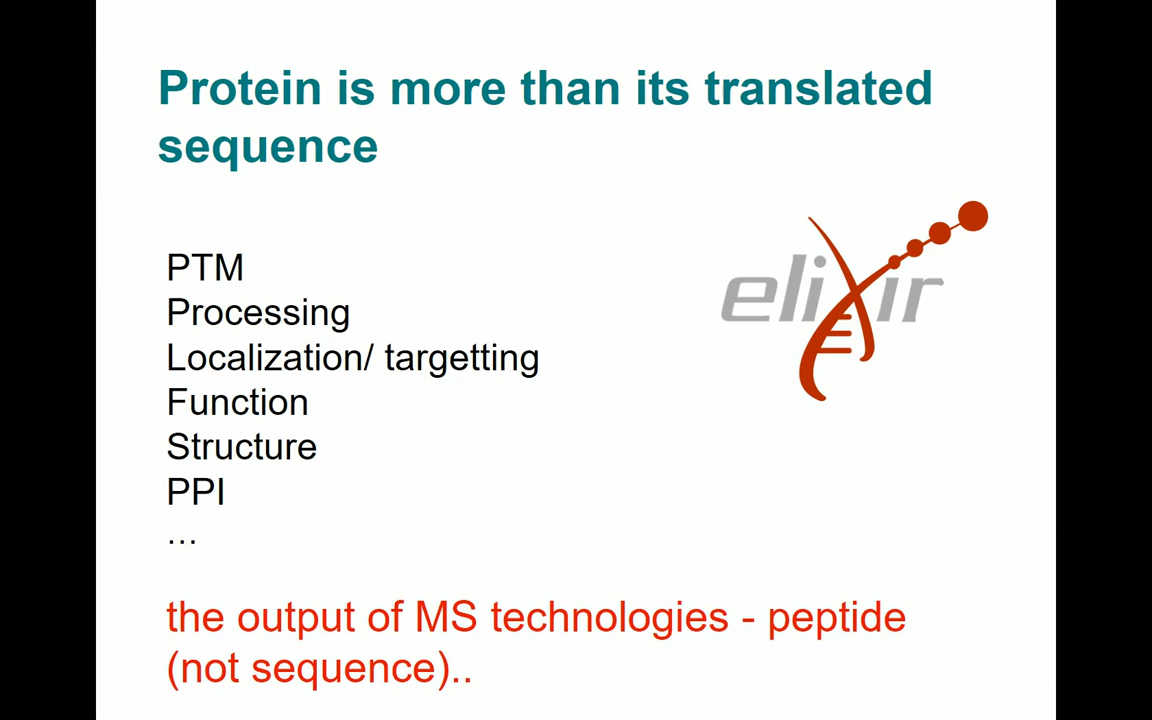 Protein is more than its translated
sequence
elixir
PTM
Processing
Localization/ targetting
Function
Structure
PPI
...
the output of MS technologies - peptide
(not sequence)..